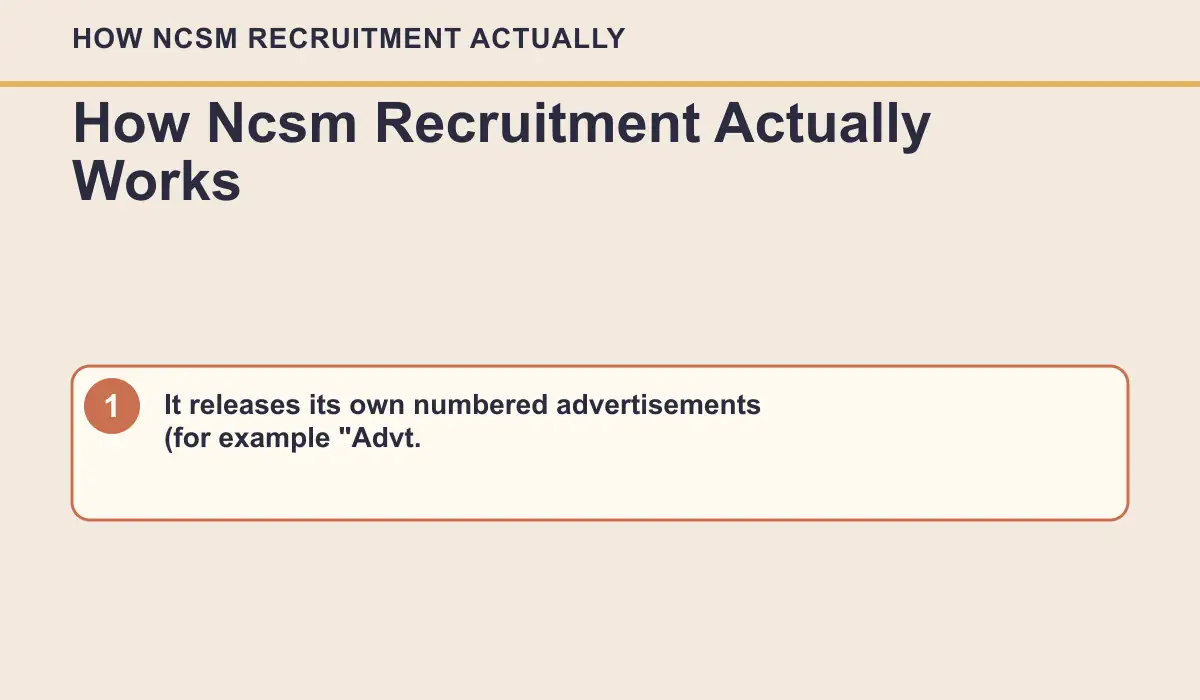 HOW NCSM RECRUITMENT ACTUALLY
How Ncsm Recruitment Actually
Works
1
It releases its own numbered advertisements
(for example "Advt.